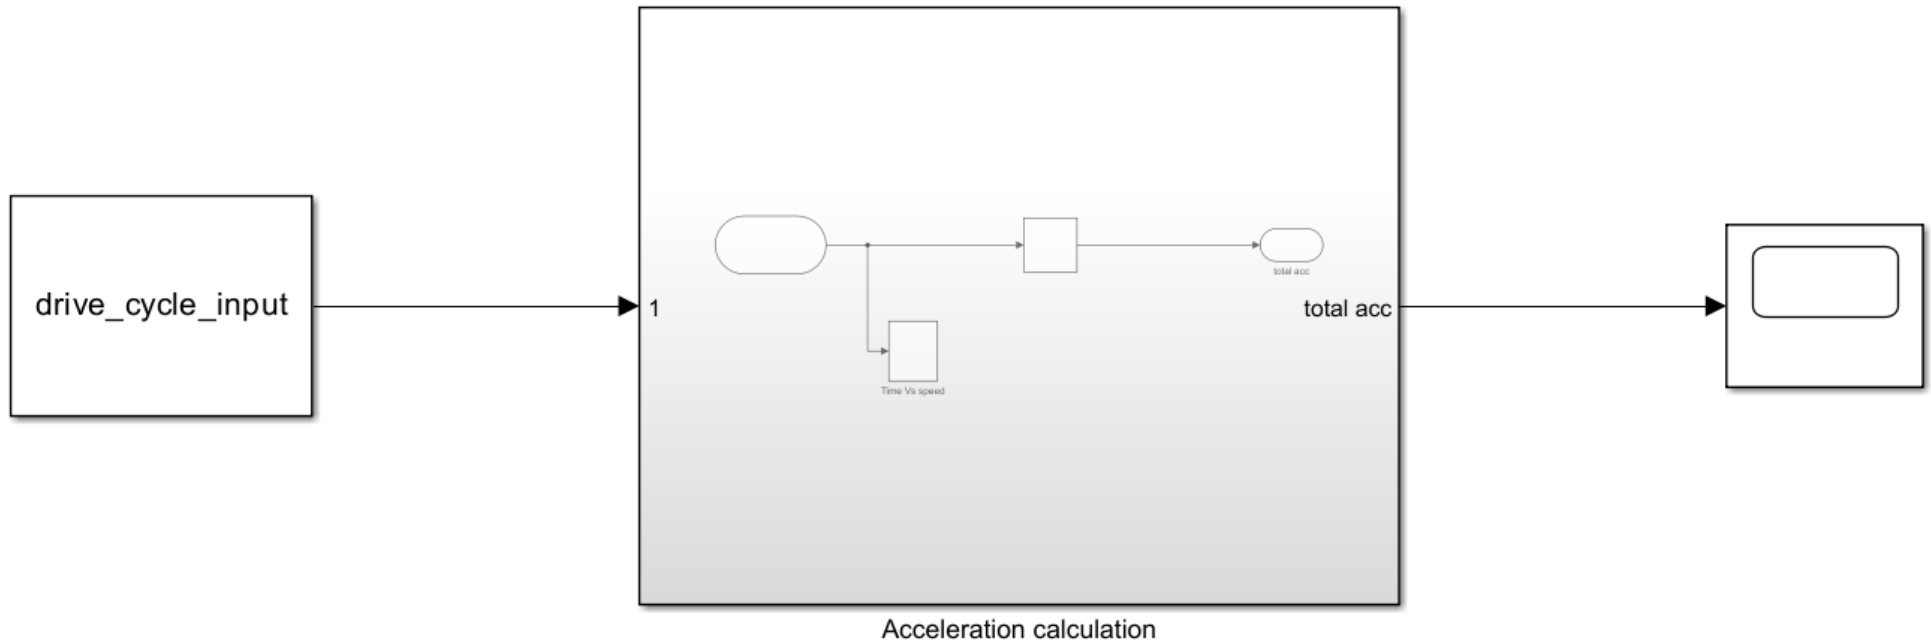 drive_cycle_input
1
total acc
Time Vs speed
total acc
Acceleration calculation